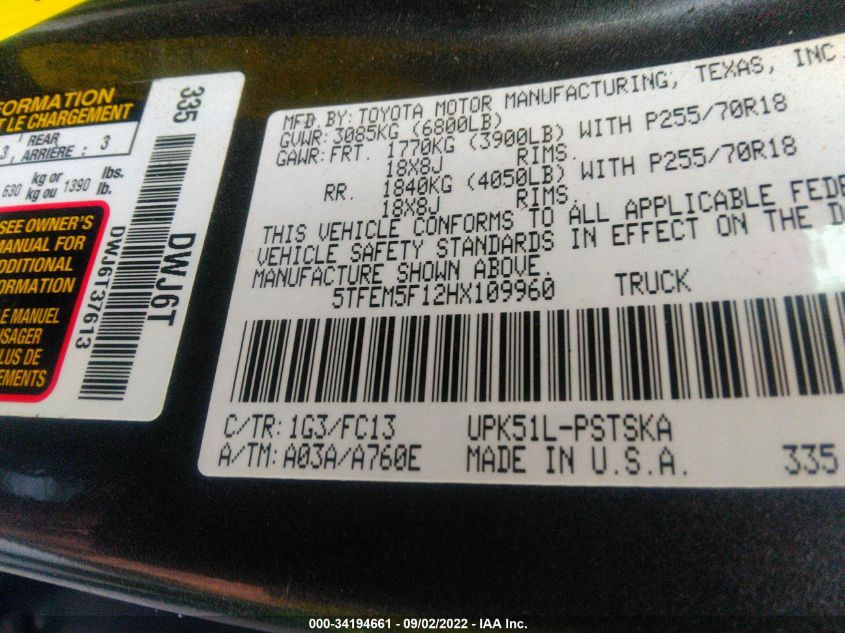 FORMATION
T LE CHARGEMENT
3, REAR
ARRIÈRE : 3
630 kg or kg ou 1390 lbs. lb.
SEE OWNER'S
MANUAL FOR
ADDITIONAL
FORMATION
LE MANUEL
USAGER
PLUS DE
EMENTS
335
DWJ6T
DWJ6T37613
MFD.BY: TOYOTA MOTOR MANUFACTURING, TEXAS, INC.
GVWR: 3085KG (6800LB)
GAWR: FRT. 1770KG (3900LB) WITH P255/70R18
18X8J RIMS.
RR. 1840KG (4050LB) WITH P255/70R18
18X8J RIMS.
THIS VEHICLE CONFORMS TO ALL APPLICABLE FEDE
VEHICLE SAFETY STANDARDS IN EFFECT ON THE D
MANUFACTURE SHOWN ABOVE.
5TFEM5F12HX109960 TRUCK
C/TR: 1G3/FC13 UPK51L-PSTSKA
A/TM: A03A/A760E MADE IN U.S.A. 335
000-34194661 - 09/02/2022 - IAA Inc.